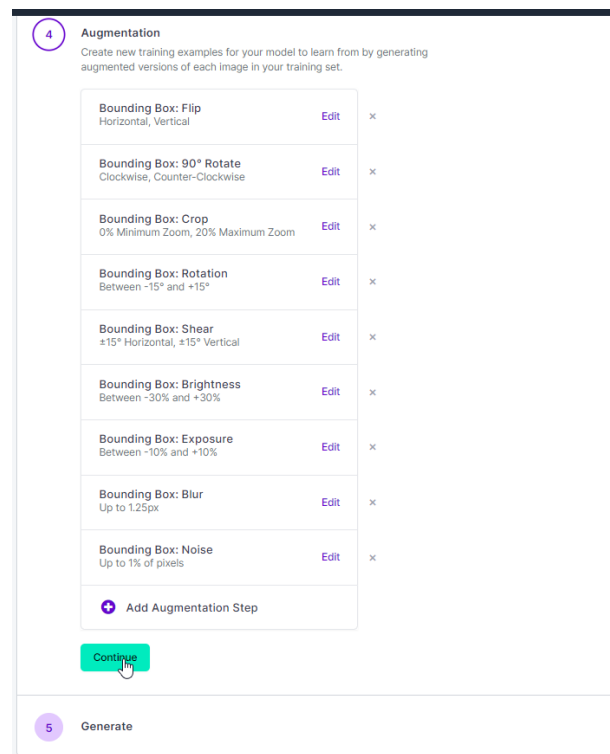 4
Augmentation
Create new training examples for your model to learn from by generating
augmented versions of each image in your training set.
Bounding Box: Flip
Horizontal, Vertical
Edit ×
Bounding Box: 90° Rotate
Clockwise, Counter-Clockwise
Edit ×
Bounding Box: Crop
0% Minimum Zoom, 20% Maximum Zoom
Edit ×
Bounding Box: Rotation
Between -15° and +15°
Edit ×
Bounding Box: Shear
±15° Horizontal, ±15° Vertical
Edit ×
Bounding Box: Brightness
Between -30% and +30%
Edit ×
Bounding Box: Exposure
Between -10% and +10%
Edit ×
Bounding Box: Blur
Up to 1.25px
Edit ×
Bounding Box: Noise
Up to 1% of pixels
Edit ×
Add Augmentation Step
Continue
5
Generate